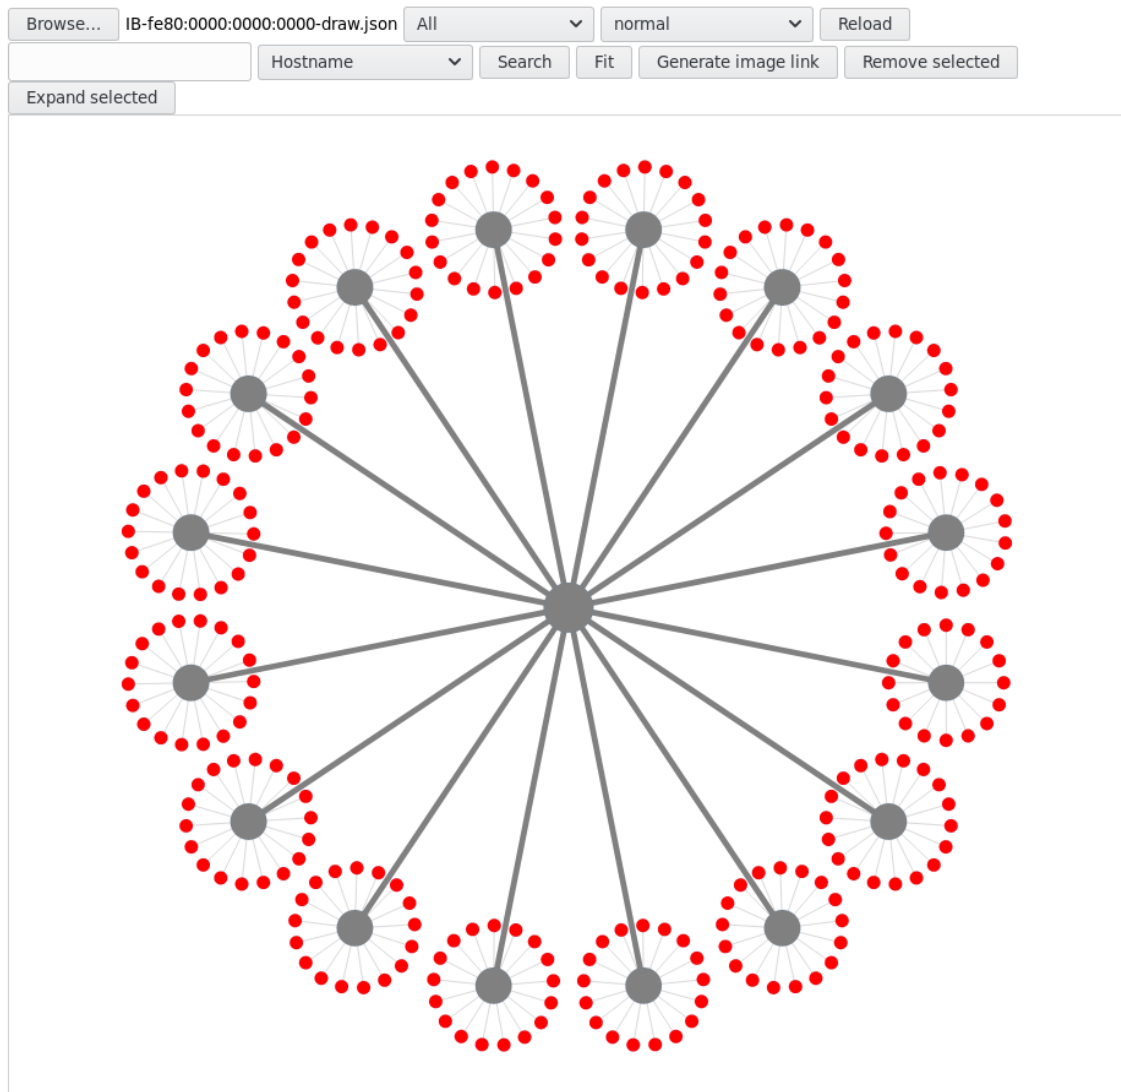 Browse... IB-fe80:0000:0000:0000-draw.json All normal Reload
Hostname Search Fit Generate image link Remove selected
Expand selected